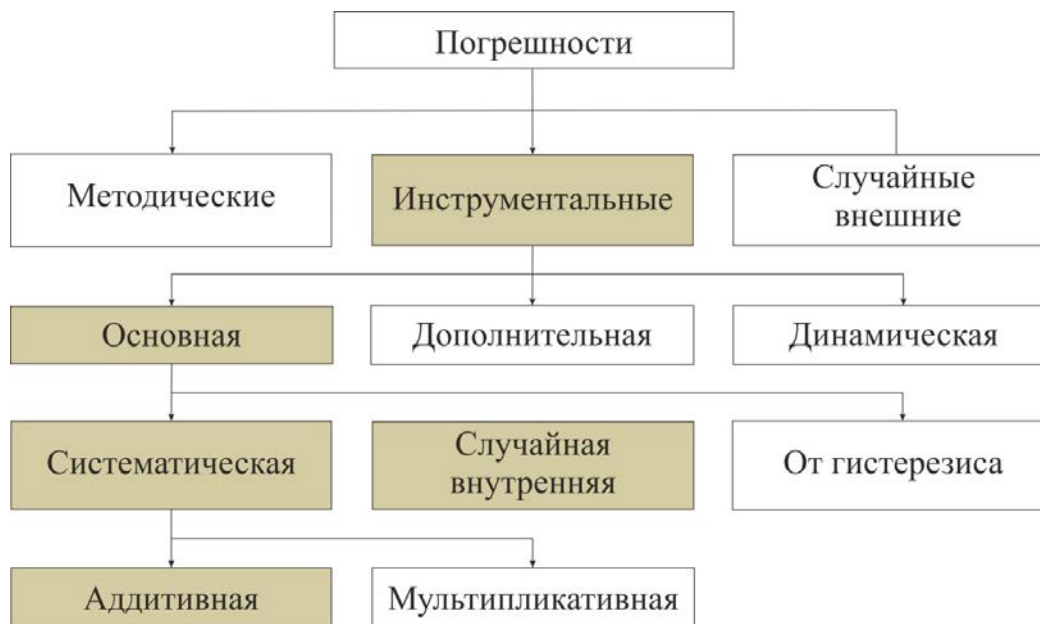 Погрешности
Методические
Инструментальные
Случайные
внешние
Основная
Дополнительная
Динамическая
Систематическая
Случайная
внутренняя
От гистерезиса
Аддитивная
Мультипликативная